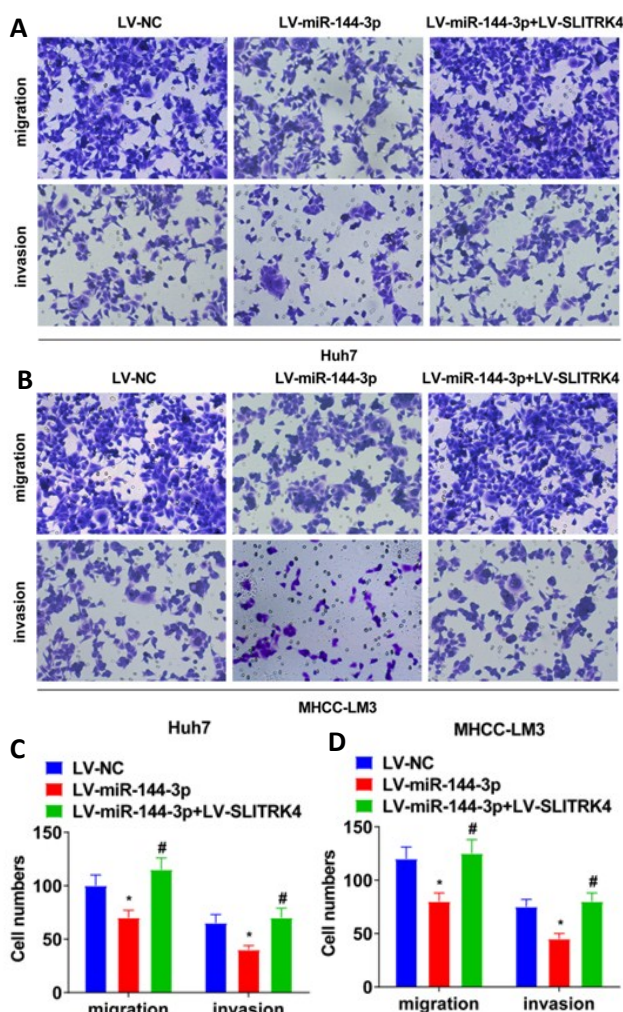 A
LV-NC LV-miR-144-3p LV-miR-144-3p+LV-SLITRK4
migration
invasion
Huh7
B
LV-NC LV-miR-144-3p LV-miR-144-3p+LV-SLITRK4
migration
invasion
MHCC-LM3
C
Huh7
LV-NC
LV-miR-144-3p
LV-miR-144-3p+LV-SLITRK4
Cell numbers
150
100
50
0
* # * #
migration invasion
D
MHCC-LM3
LV-NC
LV-miR-144-3p
LV-miR-144-3p+LV-SLITRK4
Cell numbers
150
100
50
0
* # * #
migration invasion